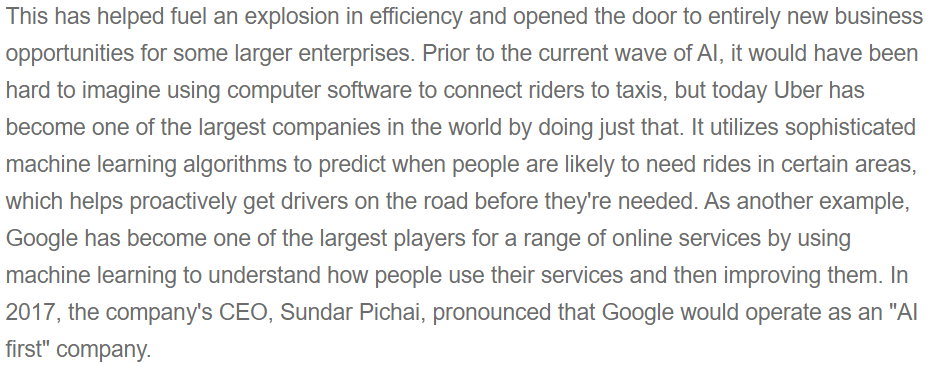 This has helped fuel an explosion in efficiency and opened the door to entirely new business
opportunities for some larger enterprises. Prior to the current wave of AI, it would have been
hard to imagine using computer software to connect riders to taxis, but today Uber has
become one of the largest companies in the world by doing just that. It utilizes sophisticated
machine learning algorithms to predict when people are likely to need rides in certain areas,
which helps proactively get drivers on the road before they're needed. As another example,
Google has become one of the largest players for a range of online services by using
machine learning to understand how people use their services and then improving them. In
2017, the company's CEO, Sundar Pichai, pronounced that Google would operate as an "AI
first" company.